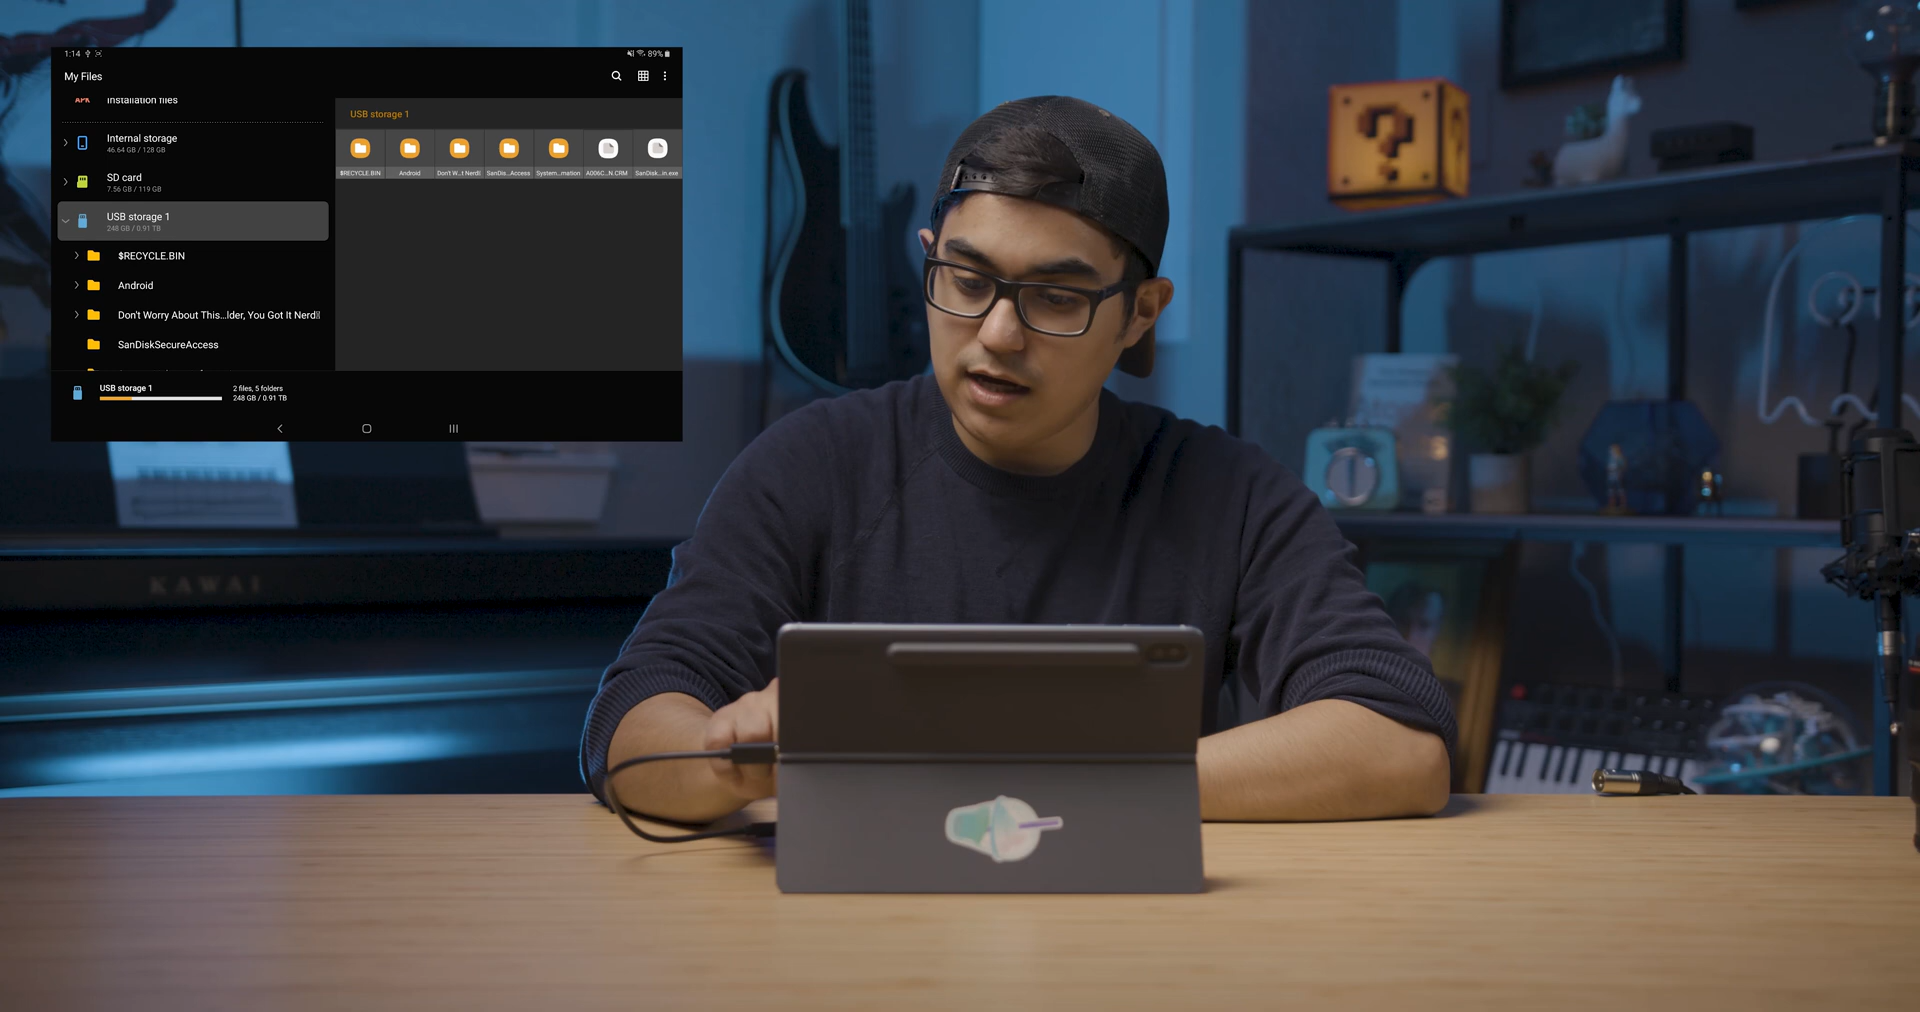 1:14
89%
My Files
APK Installation files
Internal storage
46.64 GB / 128 GB
SD card
7.56 GB / 119 GB
USB storage 1
248 GB / 0.91 TB
$RECYCLE.BIN
Android
Don't Worry About This...lder, You Got It Nerd
SanDiskSecureAccess
USB storage 1
2 files, 5 folders
248 GB / 0.91 TB
USB storage 1
$RECYCLE.BIN
Android
Don't W...t Nerd
SanDis...Access
System...mation
A006C...N.CRM
SanDisk...in.exe
KAWAI
?